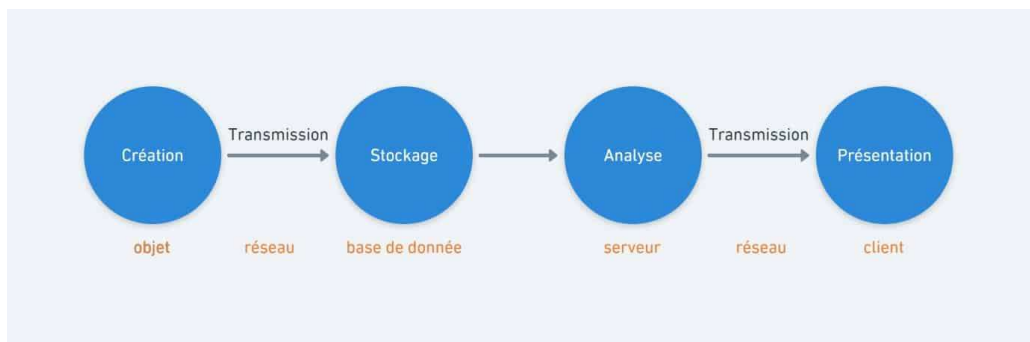 Création
Transmission
Stockage
Analyse
Transmission
Présentation
objet
réseau
base de donnée
serveur
réseau
client